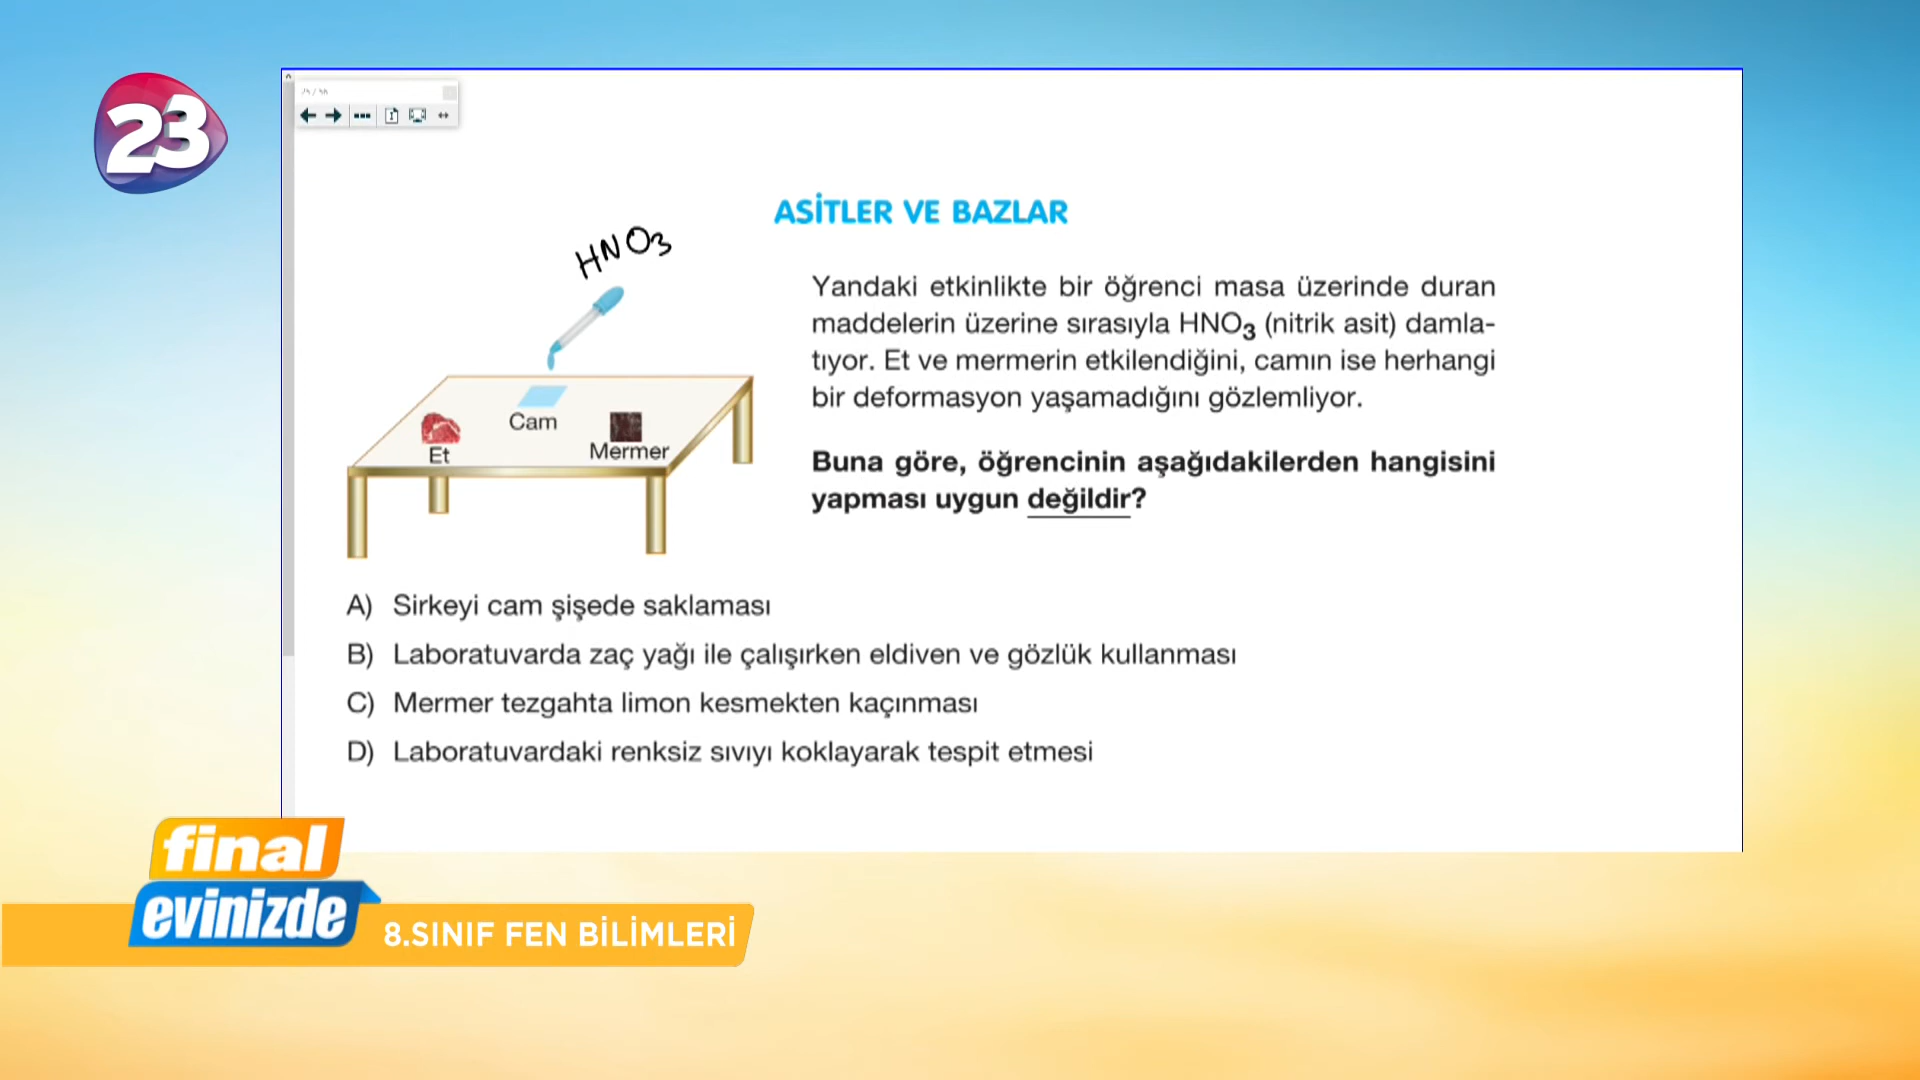 23
ASİTLER VE BAZLAR
HNO3
Yandaki etkinlikte bir öğrenci masa üzerinde duran
maddelerin üzerine sırasıyla HNO₃ (nitrik asit) damla-
tıyor. Et ve mermerin etkilendiğini, camın ise herhangi
bir deformasyon yaşamadığını gözlemliyor.
Cam
Et
Mermer
Buna göre, öğrencinin aşağıdakilerden hangisini
yapması uygun değildir?
A) Sirkeyi cam şişede saklaması
B) Laboratuvarda zaç yağı ile çalışırken eldiven ve gözlük kullanması
C) Mermer tezgahta limon kesmekten kaçınması
D) Laboratuvardaki renksiz sıvıyı koklayarak tespit etmesi
final
evinizde
8.SINIF FEN BİLİMLERİ